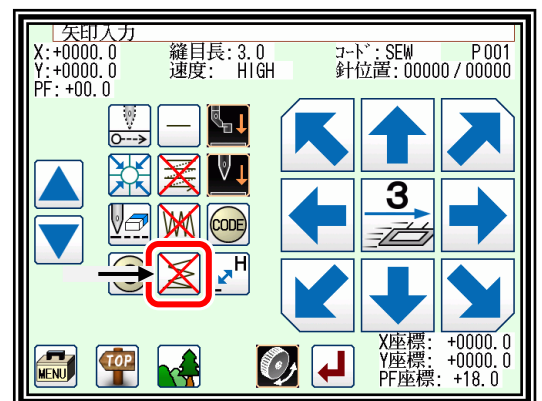 矢印入力
X:+0000.0 縫目長:3.0 コード:SEW P001
Y:+0000.0 速度: HIGH 針位置:00000/00000
PF:+00.0
3
CODE
H
MENU TOP
X座標: +0000.0
Y座標: +0000.0
PF座標: +18.0